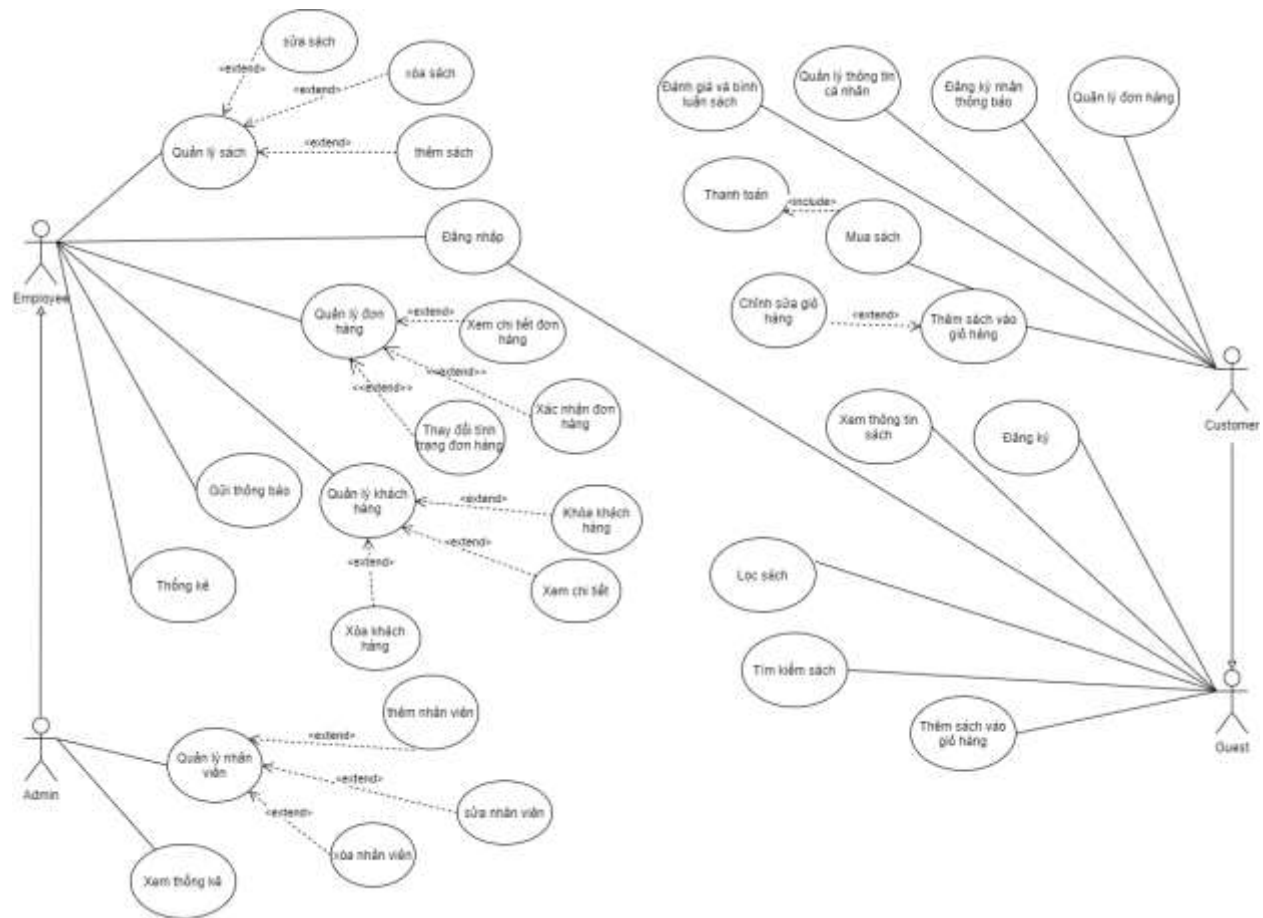 sửa sách
«extend»
xóa sách
«extend»
Quản lý sách
«extend»
thêm sách
Đánh giá và bình
luận sách
Quản lý thông tin
cá nhân
Đăng ký nhận
thông báo
Quản lý đơn hàng
Thanh toán
«include»
Mua sách
Đăng nhập
Employee
Quản lý đơn
hàng
«extend»
Xem chi tiết đơn
hàng
Chỉnh sửa giỏ
hàng
«extend»
Thêm sách vào
giỏ hàng
<<extend>>
<<extend>>
Thay đổi tình
trạng đơn hàng
Xác nhận đơn
hàng
Xem thông tin
sách
Đăng ký
Customer
Gửi thông báo
Quản lý khách
hàng
«extend»
Khóa khách
hàng
«extend»
«extend»
Thống kê
Xem chi tiết
Lọc sách
Xóa khách
hàng
Tìm kiếm sách
thêm nhân viên
«extend»
Thêm sách vào
giỏ hàng
Guest
Admin
Quản lý nhân
viên
«extend»
sửa nhân viên
«extend»
xóa nhân viên
Xem thống kê